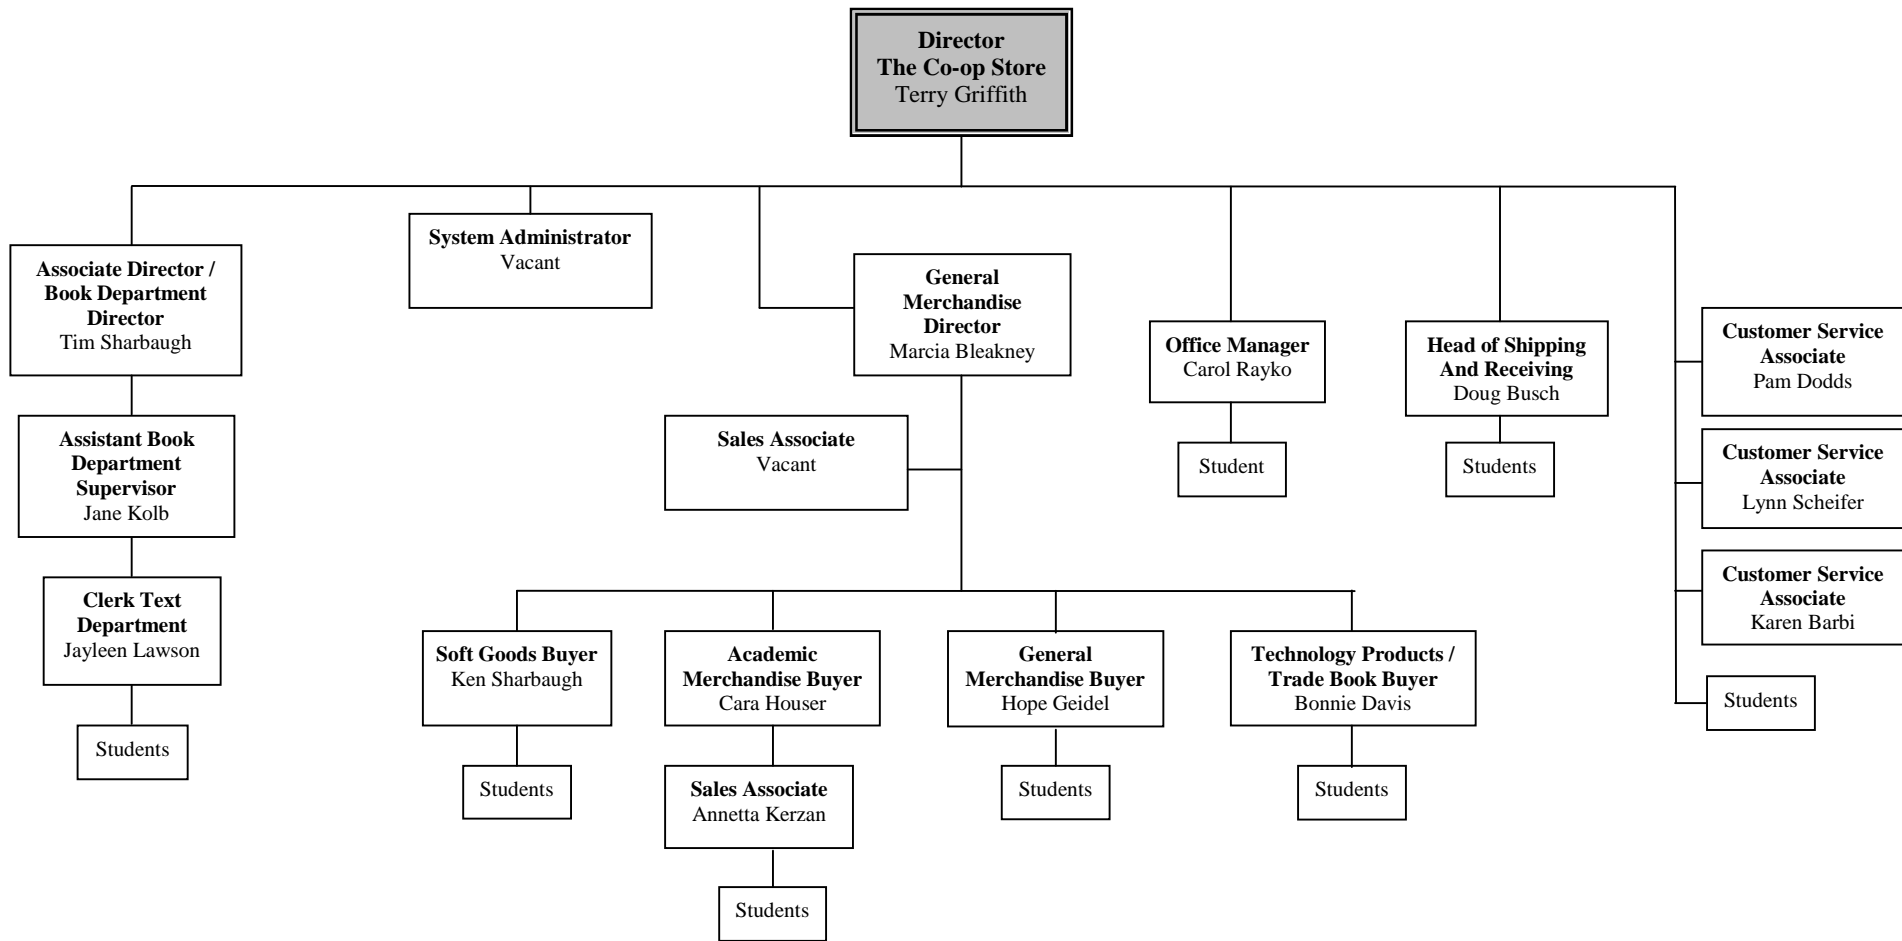 Director
The Co-op Store
Terry Griffith
System Administrator
Vacant
Associate Director /
Book Department
Director
Tim Sharbaugh
General
Merchandise
Director
Marcia Bleakney
Office Manager
Carol Rayko
Head of Shipping
And Receiving
Doug Busch
Customer Service
Associate
Pam Dodds
Assistant Book
Department
Supervisor
Jane Kolb
Sales Associate
Vacant
Student
Students
Customer Service
Associate
Lynn Scheifer
Clerk Text
Department
Jayleen Lawson
Customer Service
Associate
Karen Barbi
Soft Goods Buyer
Ken Sharbaugh
Academic
Merchandise Buyer
Cara Houser
General
Merchandise Buyer
Hope Geidel
Technology Products /
Trade Book Buyer
Bonnie Davis
Students
Students
Students
Sales Associate
Annetta Kerzan
Students
Students
Students